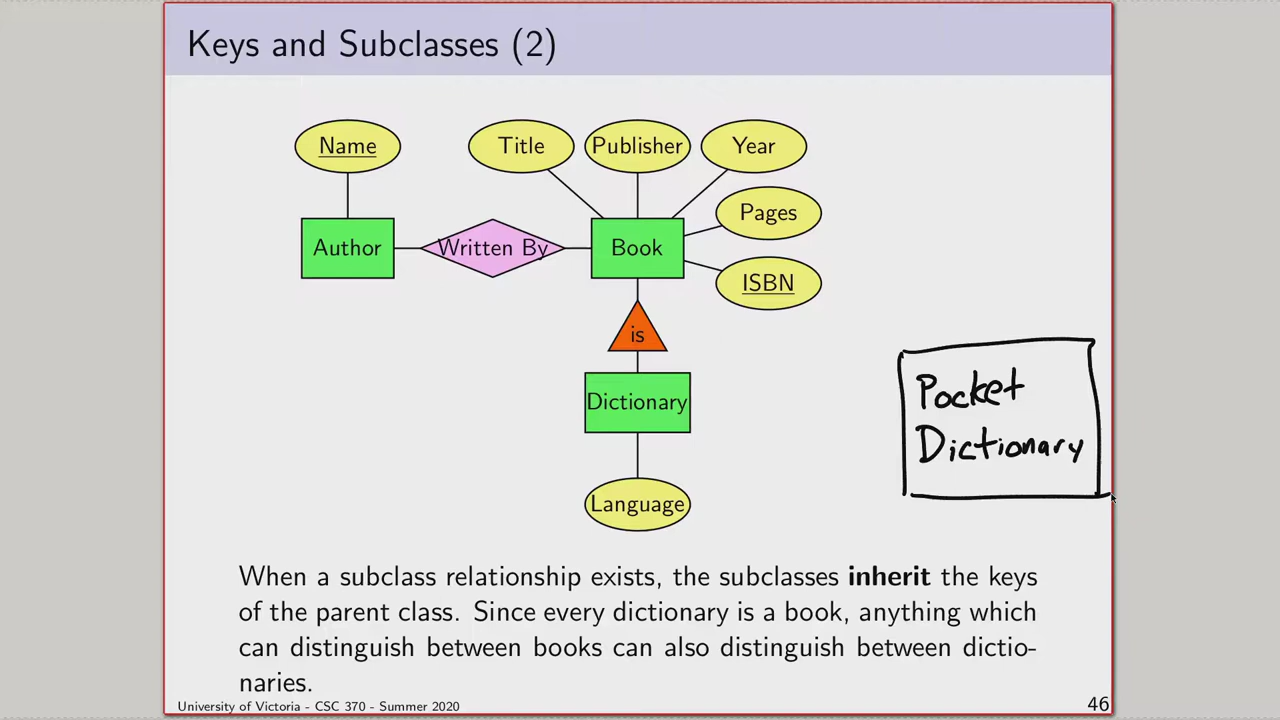 Keys and Subclasses (2)
Name
Title
Publisher
Year
Pages
Author
Written By
Book
ISBN
is
Pocket
Dictionary
Dictionary
Language
When a subclass relationship exists, the subclasses inherit the keys
of the parent class. Since every dictionary is a book, anything which
can distinguish between books can also distinguish between dictio-
naries.
University of Victoria - CSC 370 - Summer 2020
46